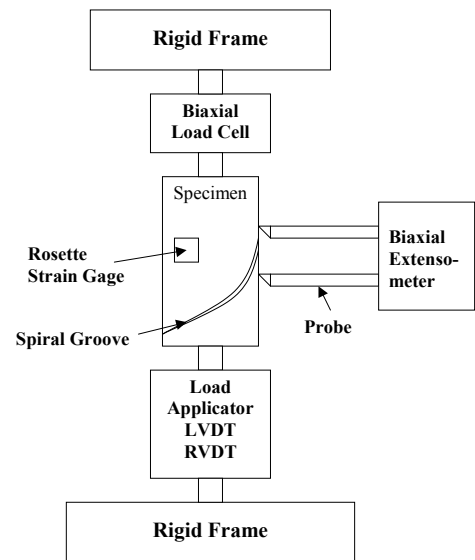 Rigid Frame
Biaxial
Load Cell
Specimen
Rosette
Strain Gage
Biaxial
Extenso-
meter
Spiral Groove
Probe
Load
Applicator
LVDT
RVDT
Rigid Frame